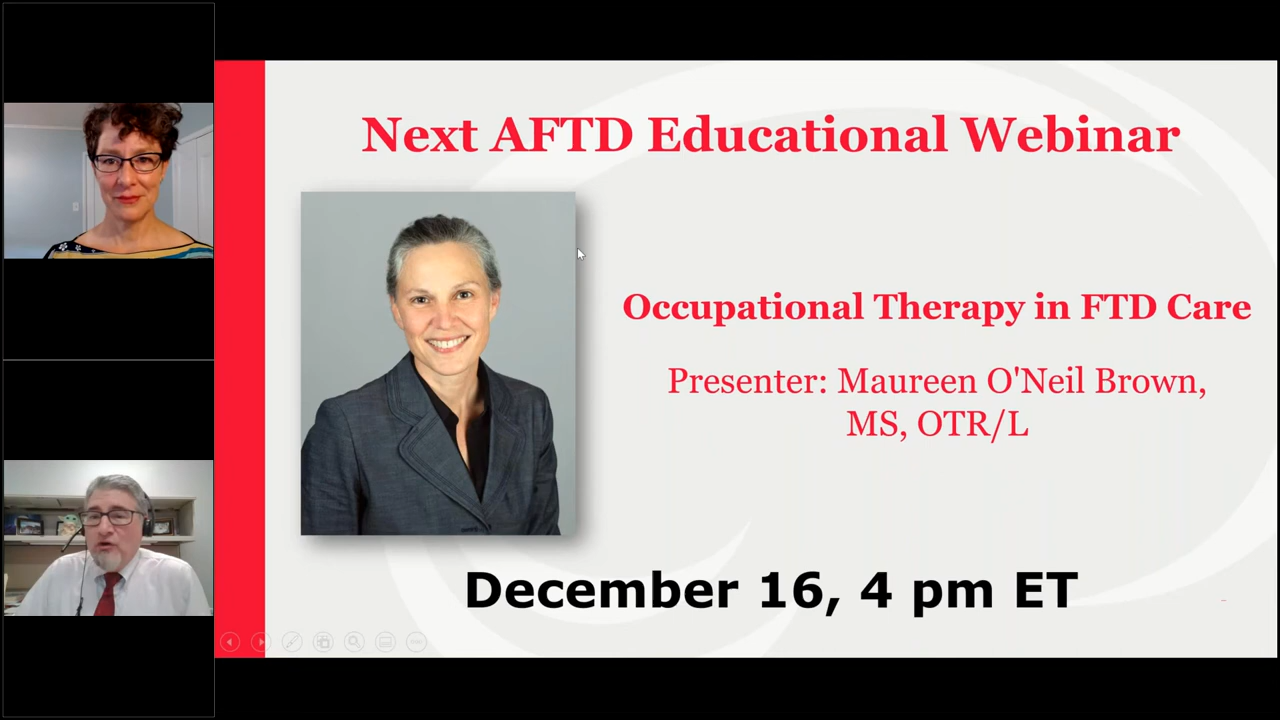 Next AFTD Educational Webinar
Occupational Therapy in FTD Care
Presenter: Maureen O'Neil Brown,
MS, OTR/L
December 16, 4 pm ET